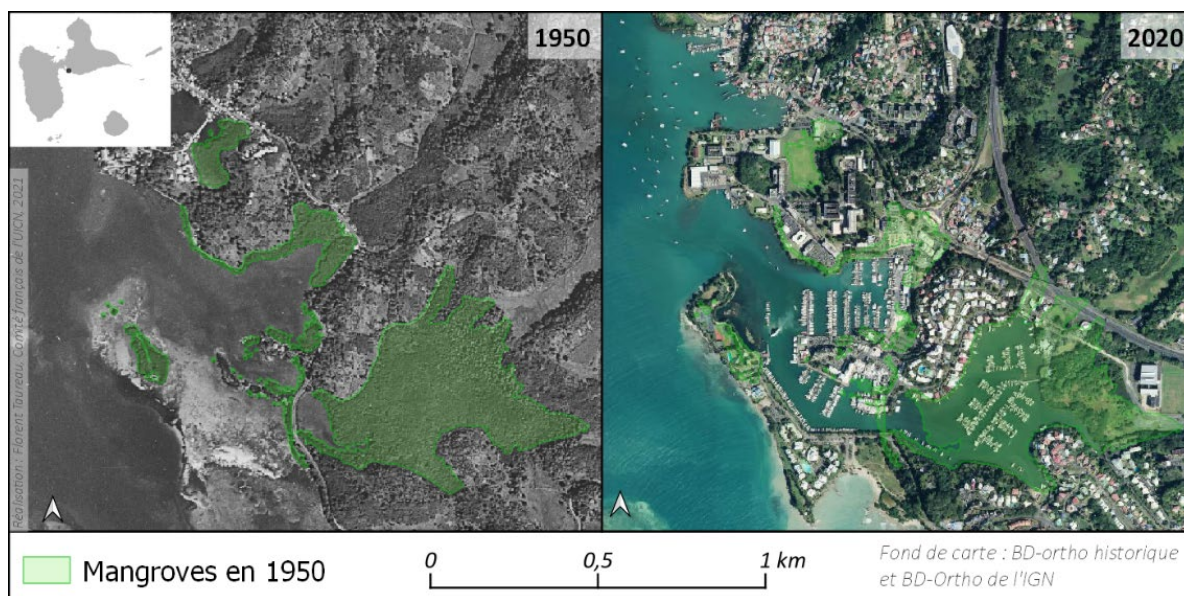 1950
2020
Réalisation : Florent Taureau, Comité français de l'UICN, 2021
Mangroves en 1950
0 0,5 1 km
Fond de carte : BD-ortho historique
et BD-Ortho de l'IGN